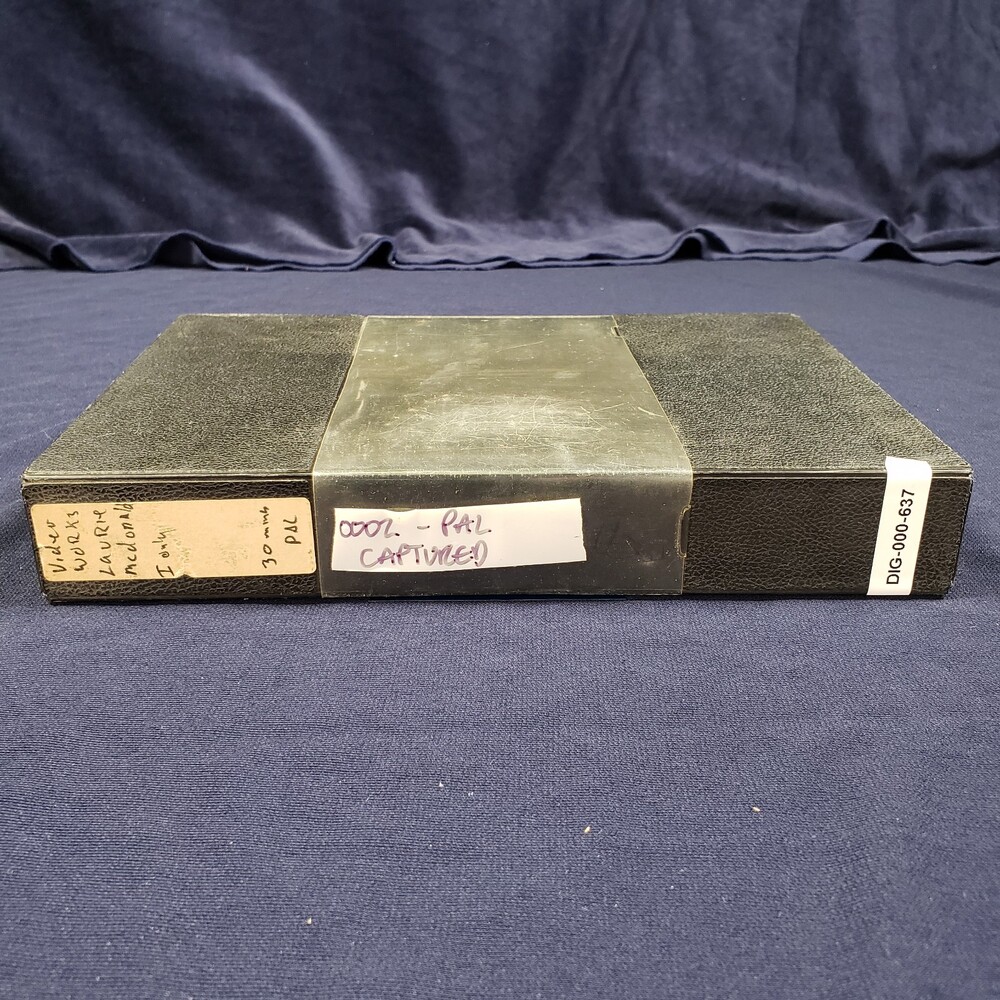 Video
WORKS
LAURIE
mcdonald
I only
30 mins
PAL
0002. - PAL
CAPTURED
DIG-000-637